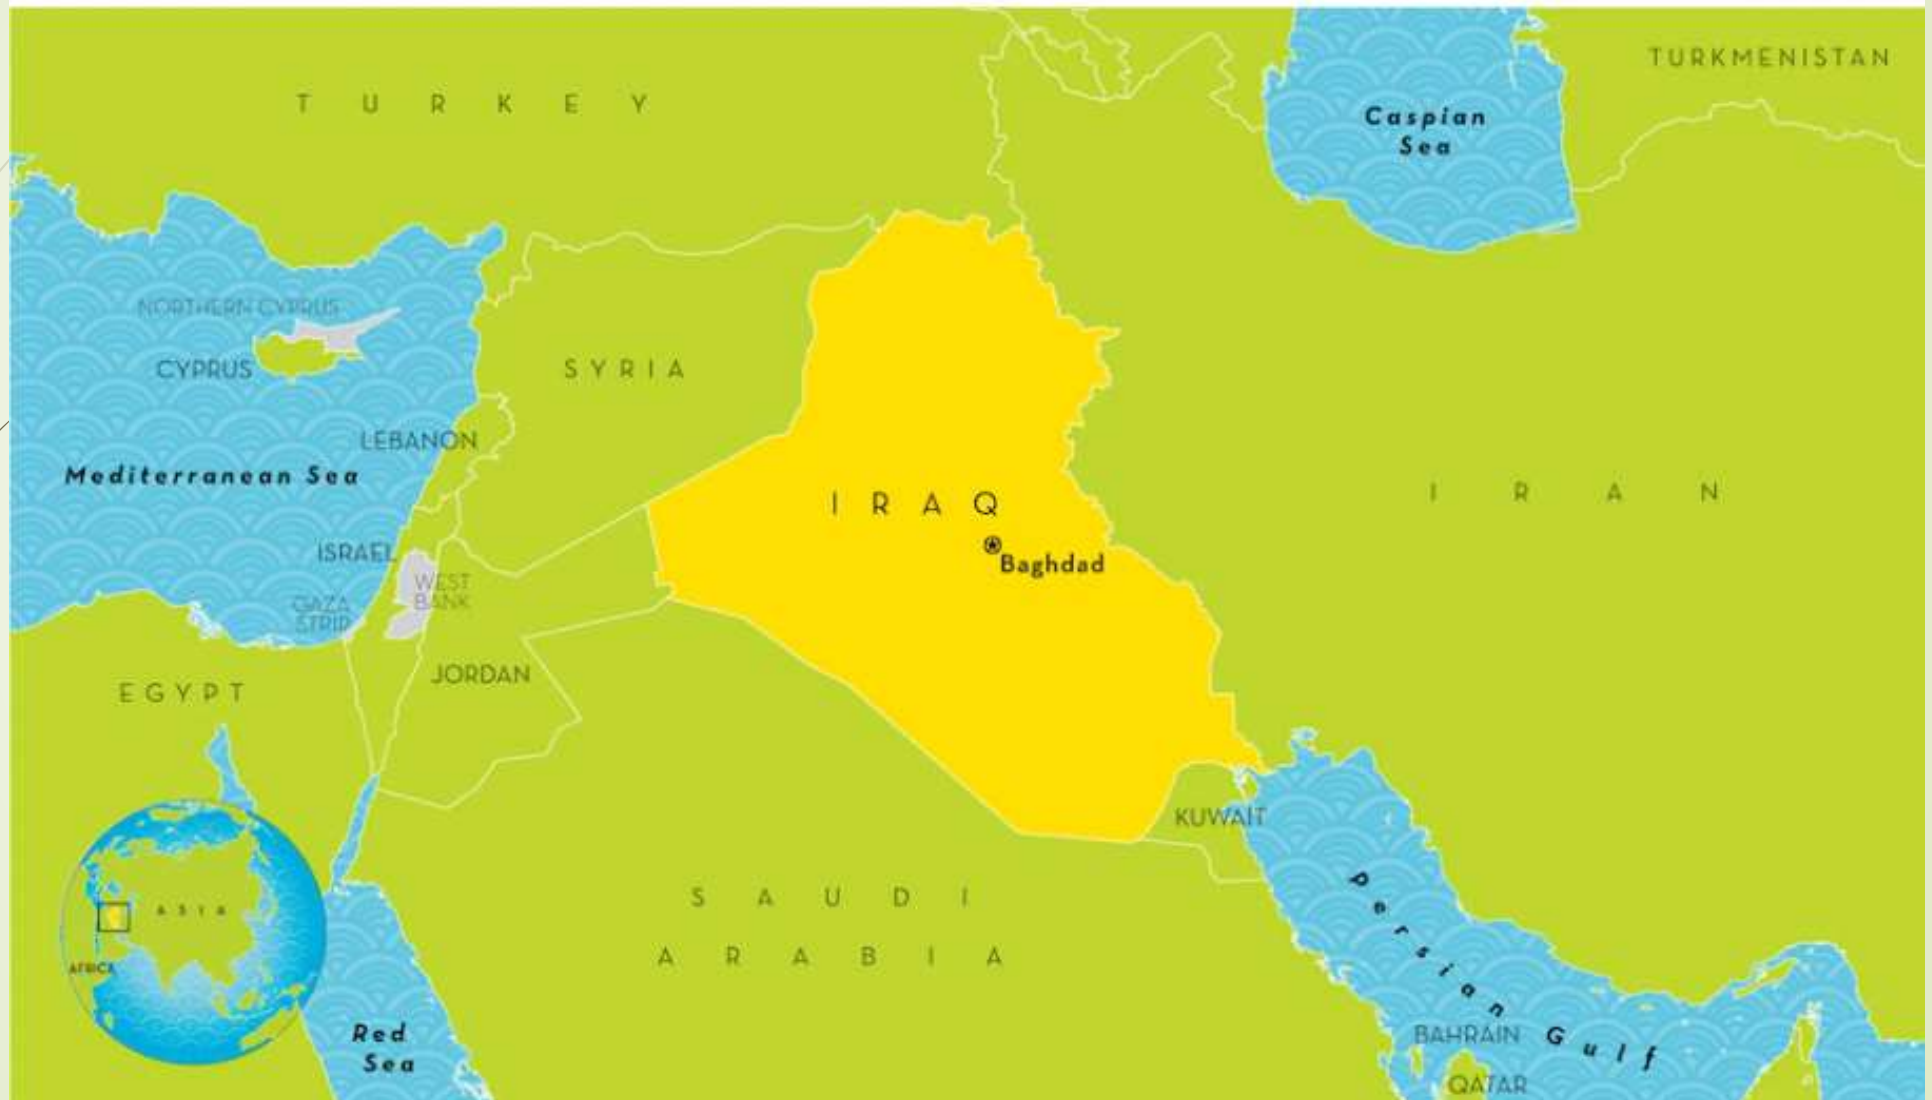 TURKMENISTAN
TURKEY
Caspian
Sea
NORTHERN CYPRUS
CYPRUS
SYRIA
LEBANON
Mediterranean Sea
IRAQ
IRAN
Baghdad
ISRAEL
WEST
BANK
GAZA
STRIP
JORDAN
EGYPT
KUWAIT
SAUDI
ARABIA
ASIA
AFRICA
Persian Gulf
Red
Sea
BAHRAIN
QATAR